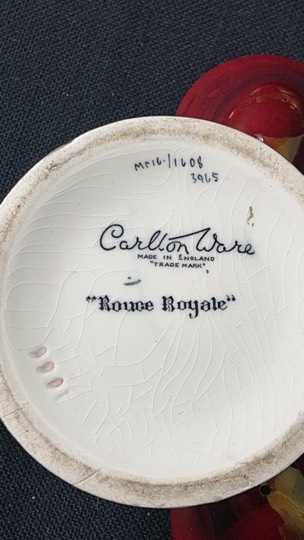 Mr16./1608
3965
Carlton Ware
MADE IN ENGLAND
"TRADE MARK"
"Rouge Royale"